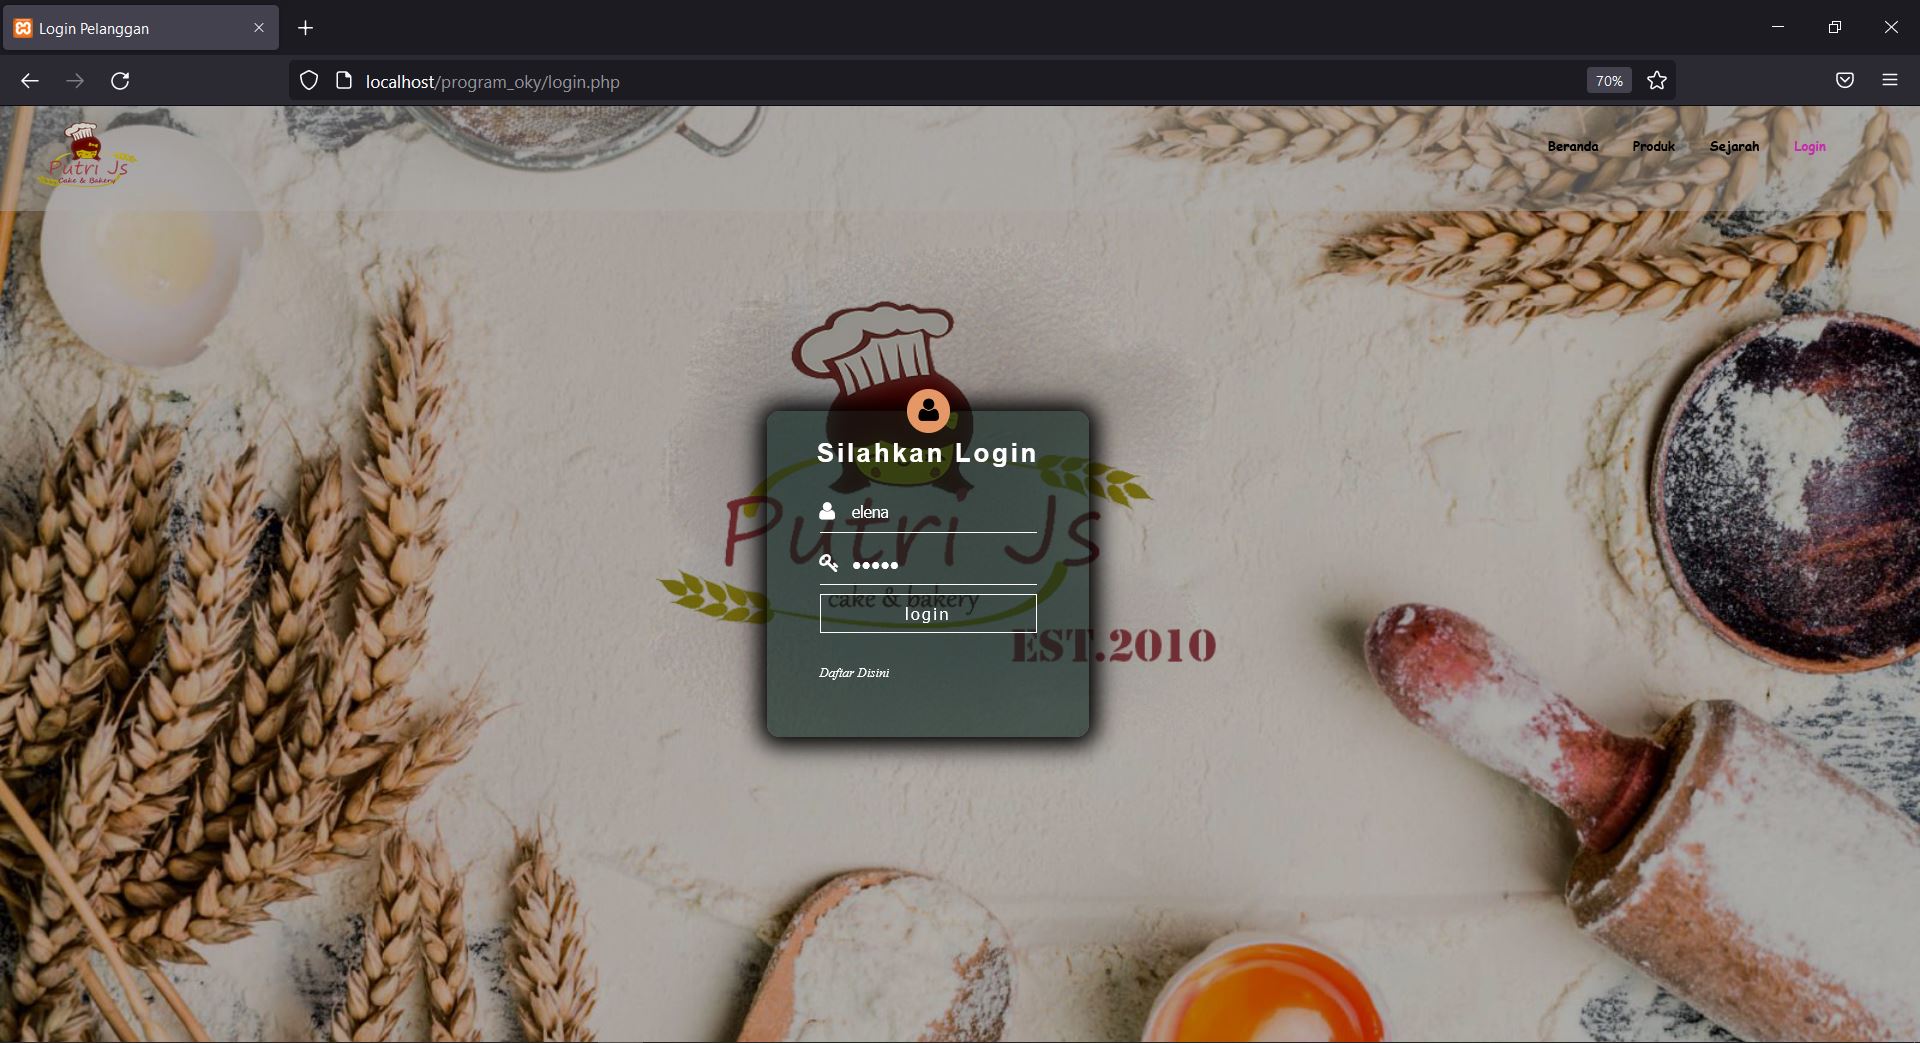 Login Pelanggan
localhost/program_oky/login.php
70%
Putri Js
Cake & Bakery
Beranda
Produk
Sejarah
Login
Silahkan Login
elena
Putri Js
cake & bakery
login
EST.2010
Daftar Disini